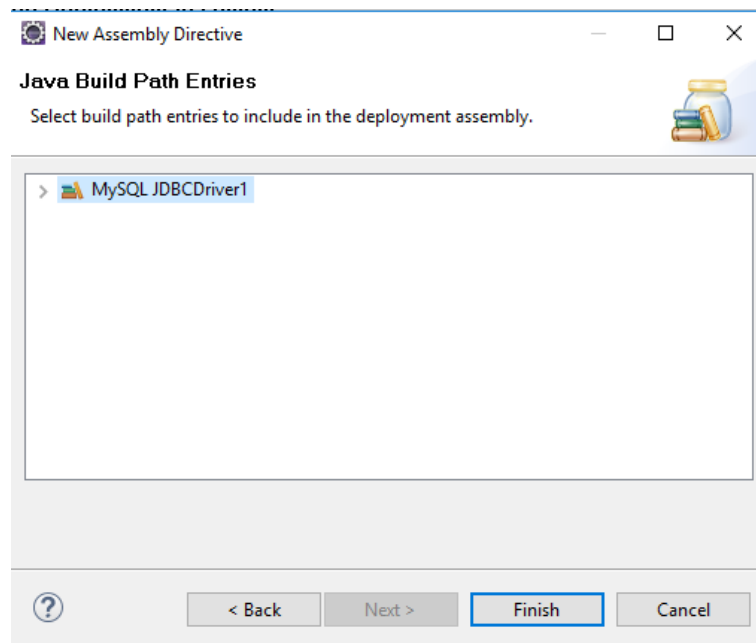 New Assembly Directive
Java Build Path Entries
Select build path entries to include in the deployment assembly.
MySQL JDBCDriver1
?
< Back
Next >
Finish
Cancel